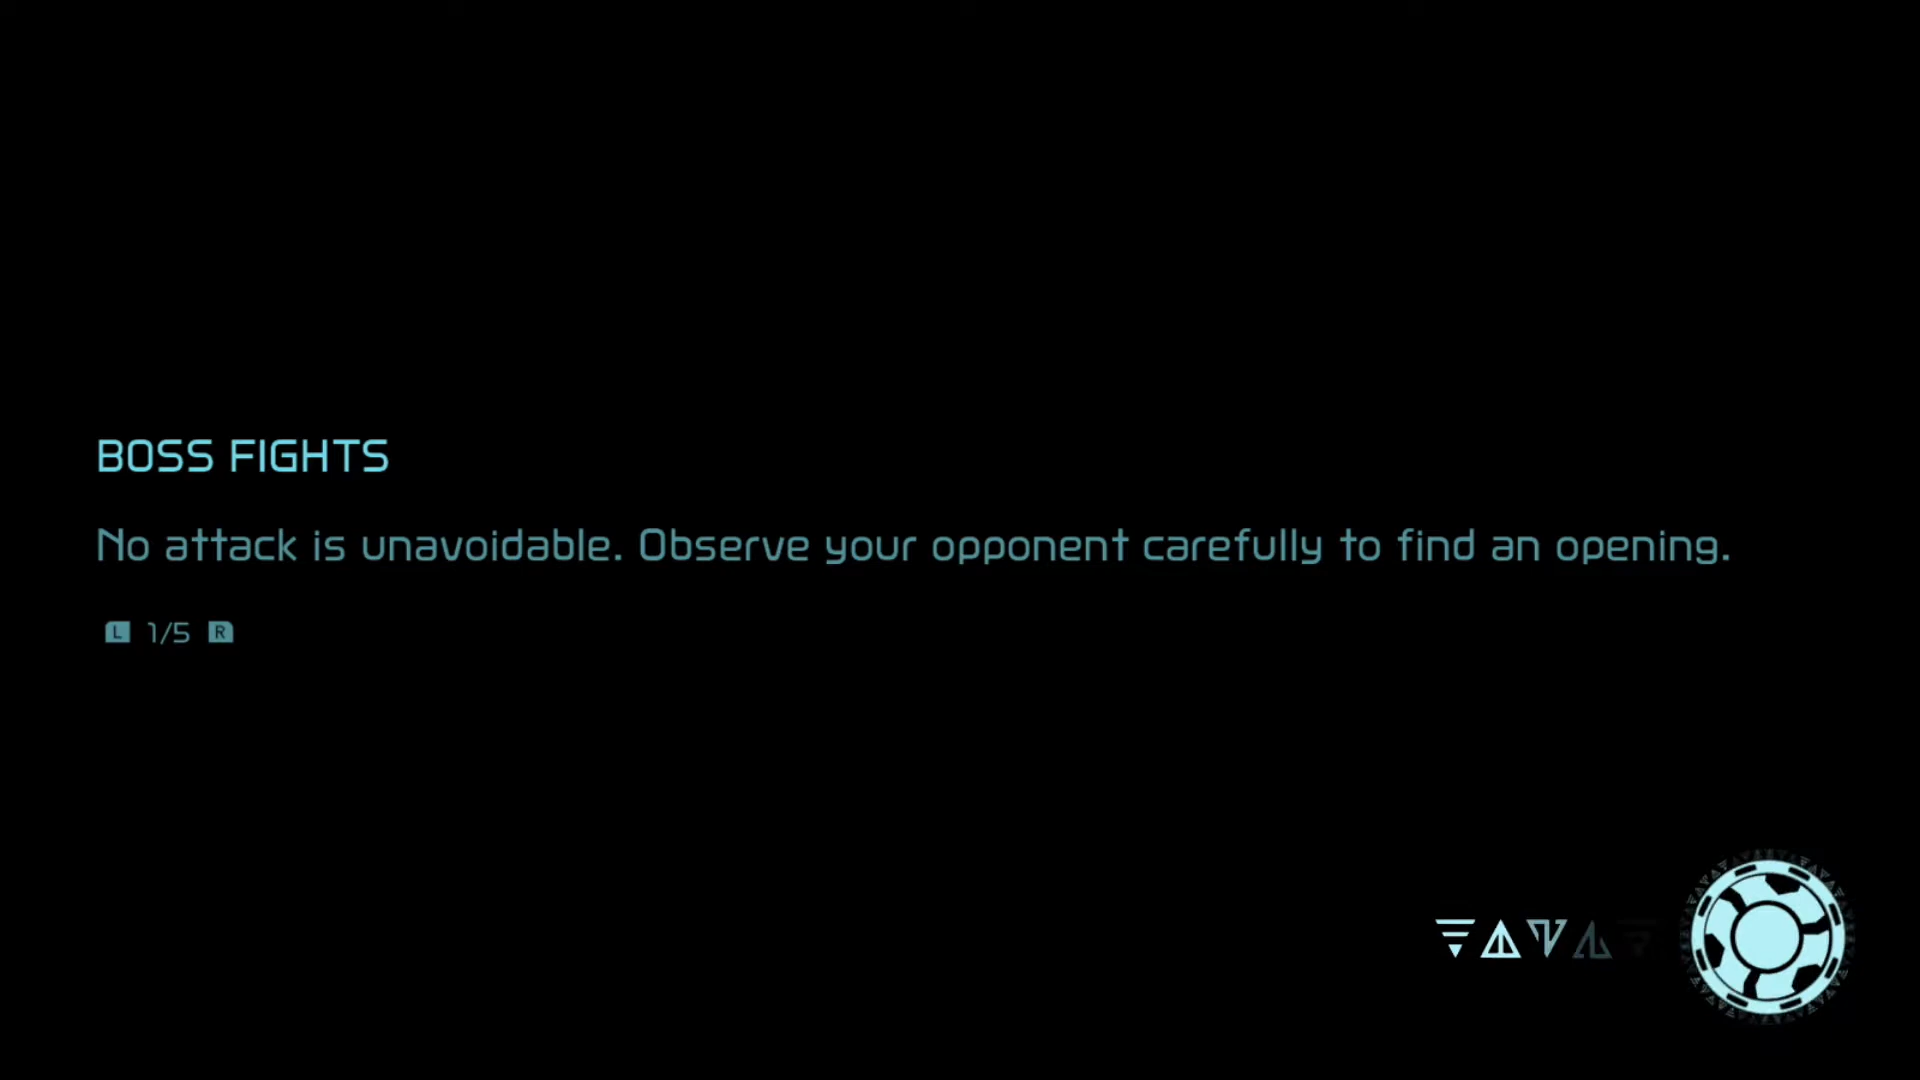 BOSS FIGHTS
No attack is unavoidable. Observe your opponent carefully to find an opening.
L 1/5 R